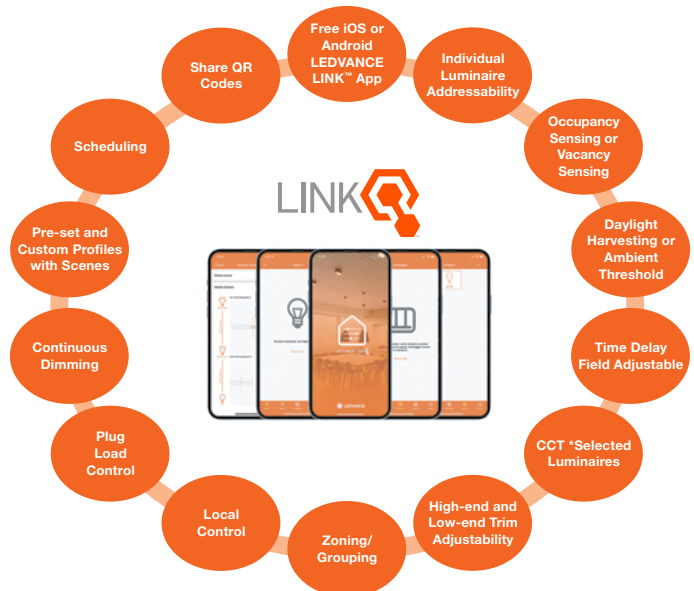 Free iOS or
Android
LEDVANCE
LINK™ App
Individual
Luminaire
Addressability
Occupancy
Sensing or
Vacancy
Sensing
Daylight
Harvesting or
Ambient
Threshold
Time Delay
Field Adjustable
CCT *Selected
Luminaires
High-end and
Low-end Trim
Adjustability
Zoning/
Grouping
Local
Control
Plug
Load
Control
Continuous
Dimming
Pre-set and
Custom Profiles
with Scenes
Scheduling
Share QR
Codes
LINK
LEDVANCE